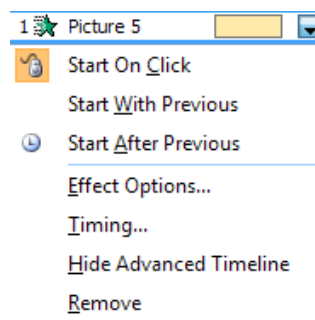 1 Picture 5
Start On Click
Start With Previous
Start After Previous
Effect Options...
Timing...
Hide Advanced Timeline
Remove